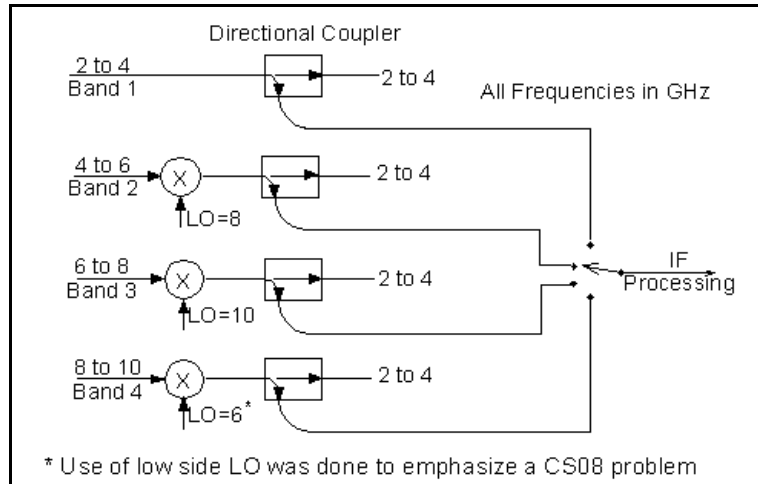 Directional Coupler
2 to 4
Band 1
2 to 4
All Frequencies in GHz
4 to 6
Band 2
X
LO=8
2 to 4
6 to 8
Band 3
X
LO=10
2 to 4
IF
Processing
8 to 10
Band 4
X
LO=6*
2 to 4
* Use of low side LO was done to emphasize a CS08 problem